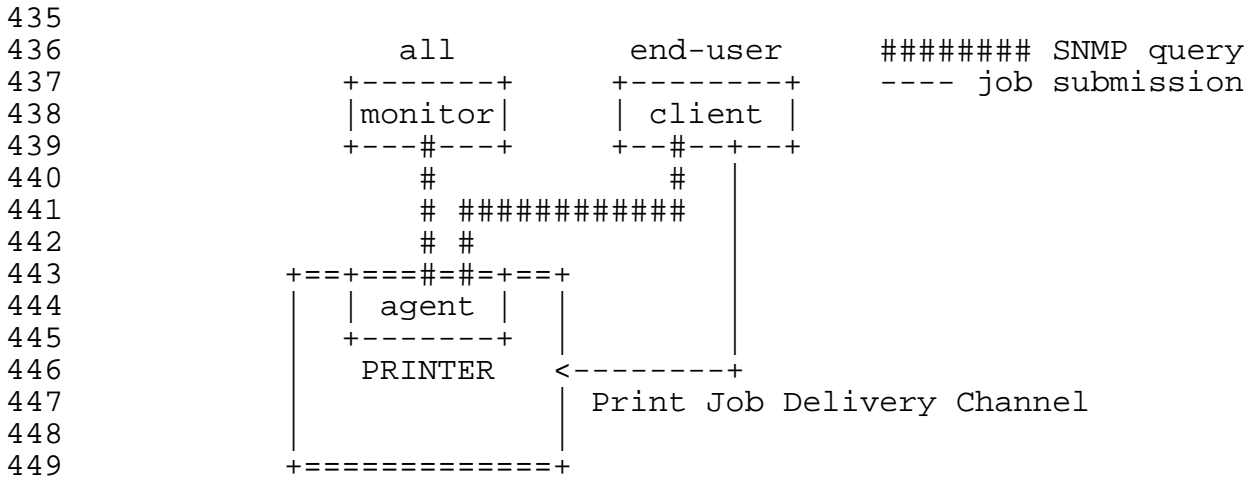 435
436                     all            end-user     ######## SNMP query
437                  +-------+       +--------+     ---- job submission
438                  |monitor|       | client |
439                  +---#---+       +--#--+--+
440                      #              #  |
441                      # ############ |
442                      # #               |
443               +==+===#=#=+==+          |
444               |  | agent |  |          |
445               |  +-------+  |          |
446               |   PRINTER   <--------+
447               |             | Print Job Delivery Channel
448               |             |
449               +=============+